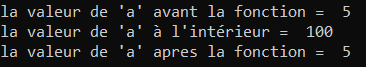 la valeur de 'a' avant la fonction =  5
la valeur de 'a' à l'intérieur =  100
la valeur de 'a' apres la fonction =  5